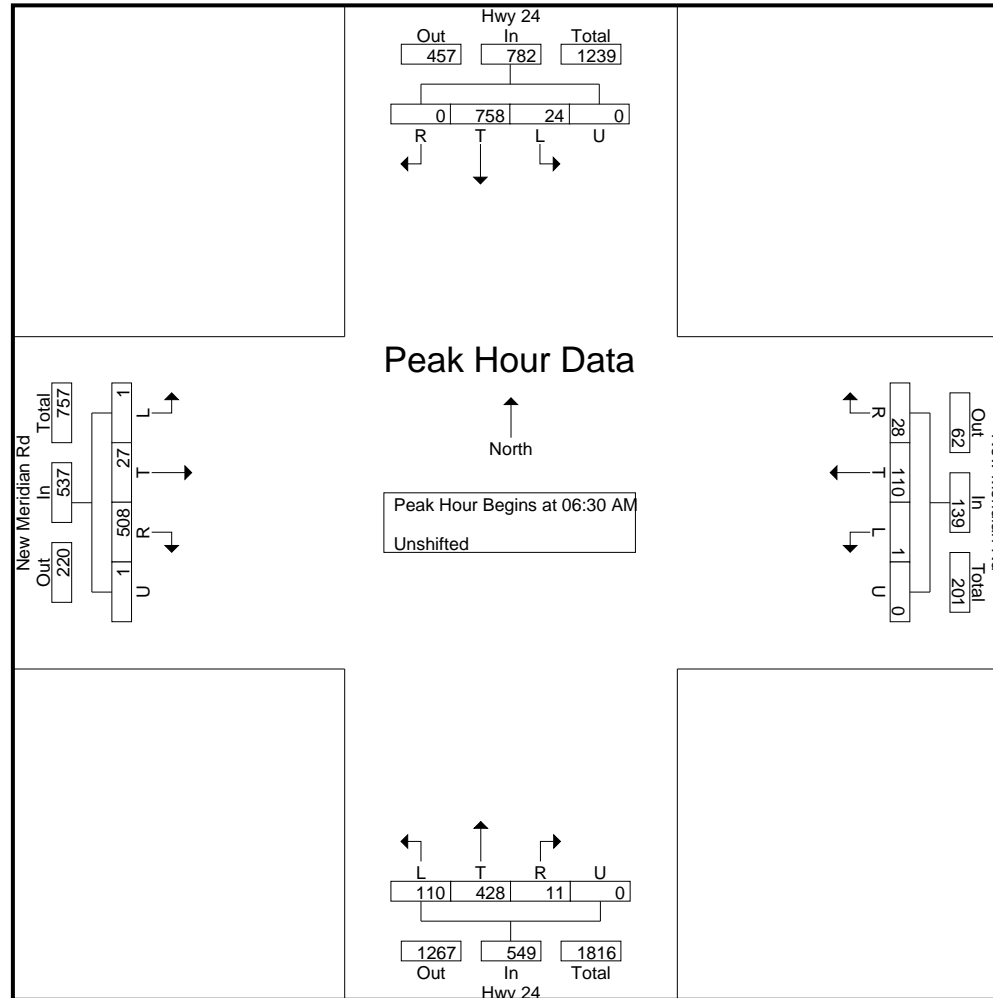 Hwy 24
Out In Total
457 782 1239
0 758 24 0
R T L U
Peak Hour Data
North
Peak Hour Begins at 06:30 AM
Unshifted
New Meridian Rd
Total In Out
757 537 220
1 27 508 1
L T R U
R T L U
28 110 1 0
Out In Total
62 139 201
L T R U
110 428 11 0
1267 549 1816
Out In Total
Hwy 24